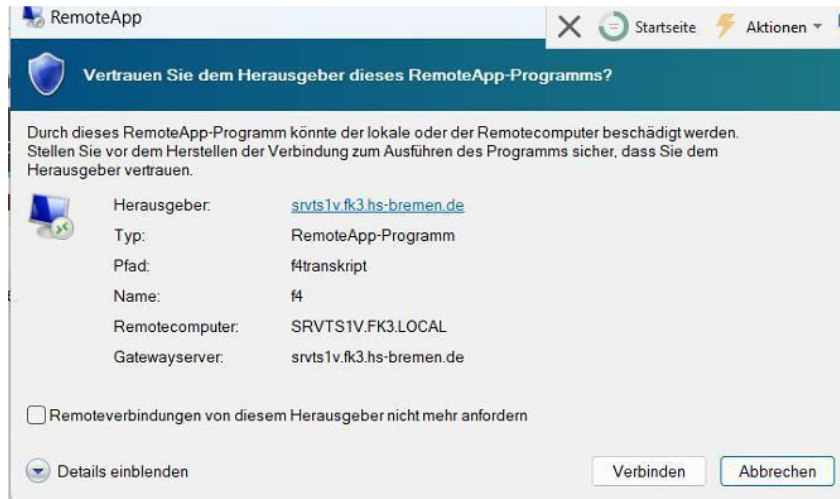 RemoteApp
Startseite
Aktionen
Vertrauen Sie dem Herausgeber dieses RemoteApp-Programms?
Durch dieses RemoteApp-Programm könnte der lokale oder der Remotecomputer beschädigt werden.
Stellen Sie vor dem Herstellen der Verbindung zum Ausführen des Programms sicher, dass Sie dem
Herausgeber vertrauen.
Herausgeber: srvts1v.fk3.hs-bremen.de
Typ: RemoteApp-Programm
Pfad: f4transkript
Name: f4
Remotecomputer: SRVTS1V.FK3.LOCAL
Gatewayserver: srvts1v.fk3.hs-bremen.de
Remoteverbindungen von diesem Herausgeber nicht mehr anfordern
Details einblenden
Verbinden
Abbrechen